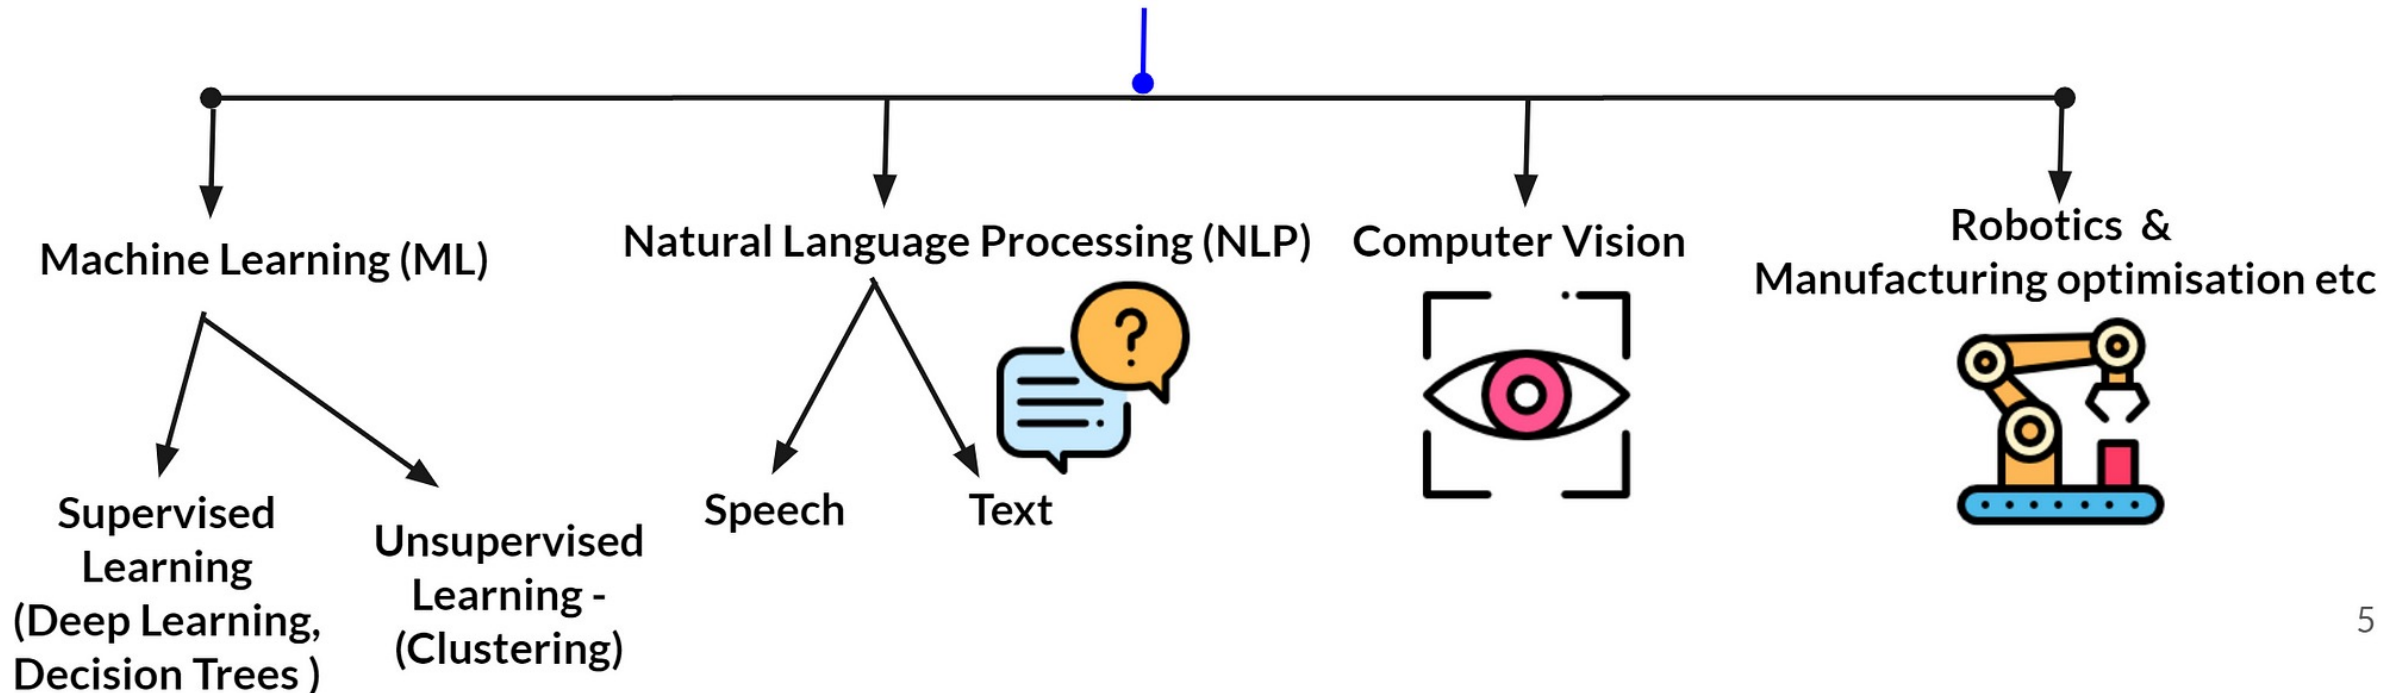 Machine Learning (ML)
Natural Language Processing (NLP)
Computer Vision
Robotics &
Manufacturing optimisation etc
?
Supervised
Learning
(Deep Learning,
Decision Trees )
Unsupervised
Learning -
(Clustering)
Speech
Text
5